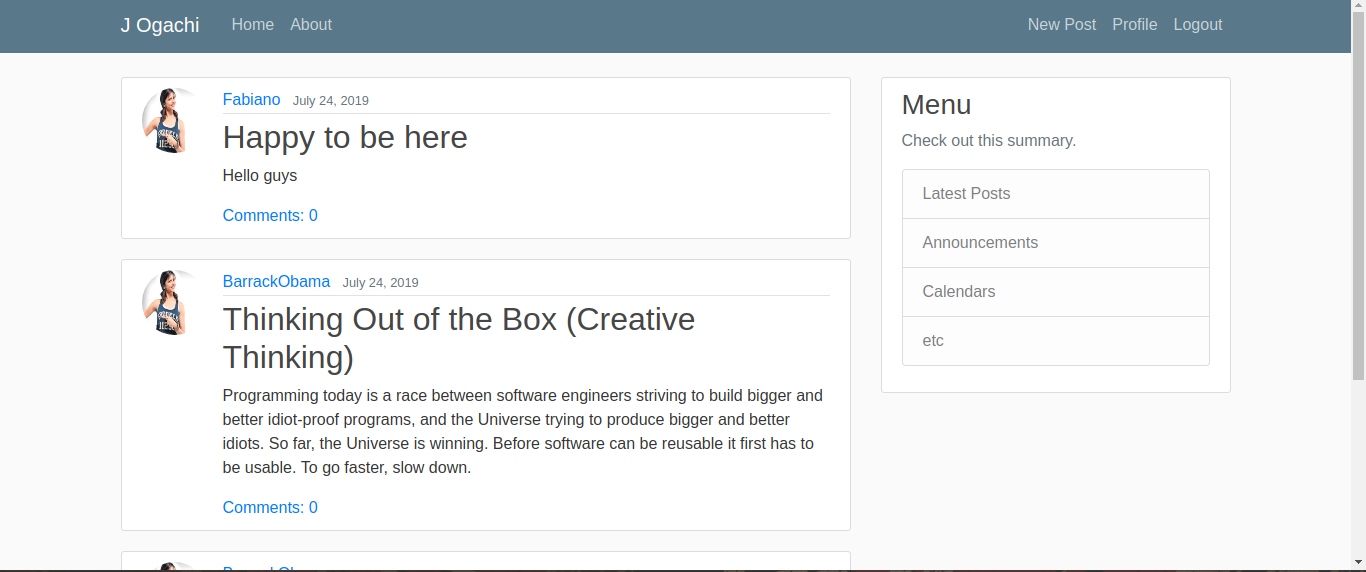 J Ogachi Home About New Post Profile Logout
Fabiano July 24, 2019
Happy to be here
Hello guys
Comments: 0
BarrackObama July 24, 2019
Thinking Out of the Box (Creative
Thinking)
Programming today is a race between software engineers striving to build bigger and
better idiot-proof programs, and the Universe trying to produce bigger and better
idiots. So far, the Universe is winning. Before software can be reusable it first has to
be usable. To go faster, slow down.
Comments: 0
Menu
Check out this summary.
Latest Posts
Announcements
Calendars
etc